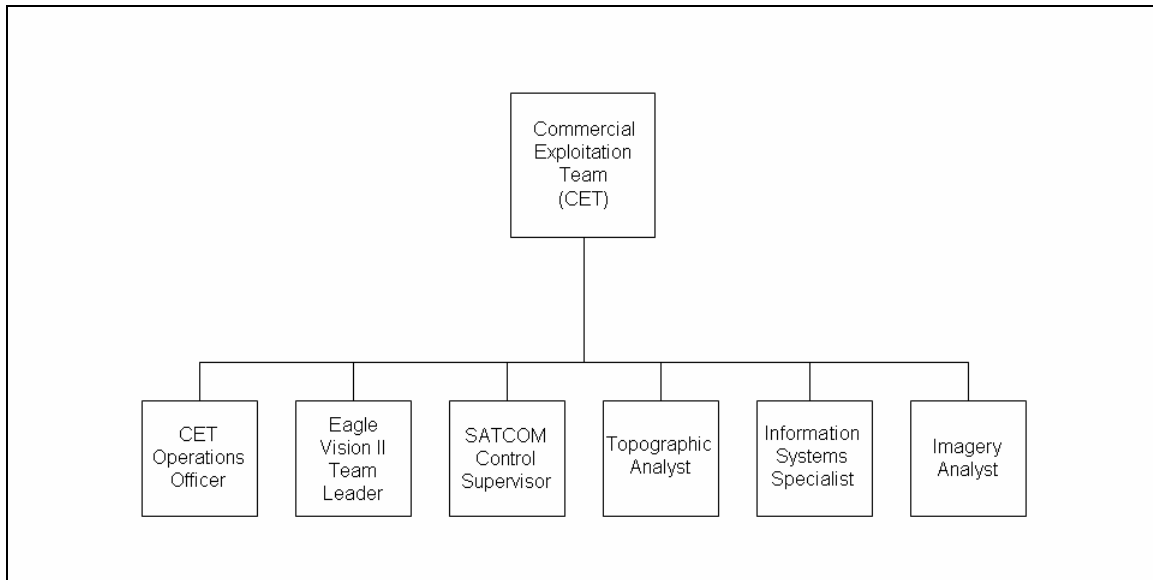 Commercial
Exploitation
Team
(CET)
CET
Operations
Officer
Eagle
Vision II
Team
Leader
SATCOM
Control
Supervisor
Topographic
Analyst
Information
Systems
Specialist
Imagery
Analyst